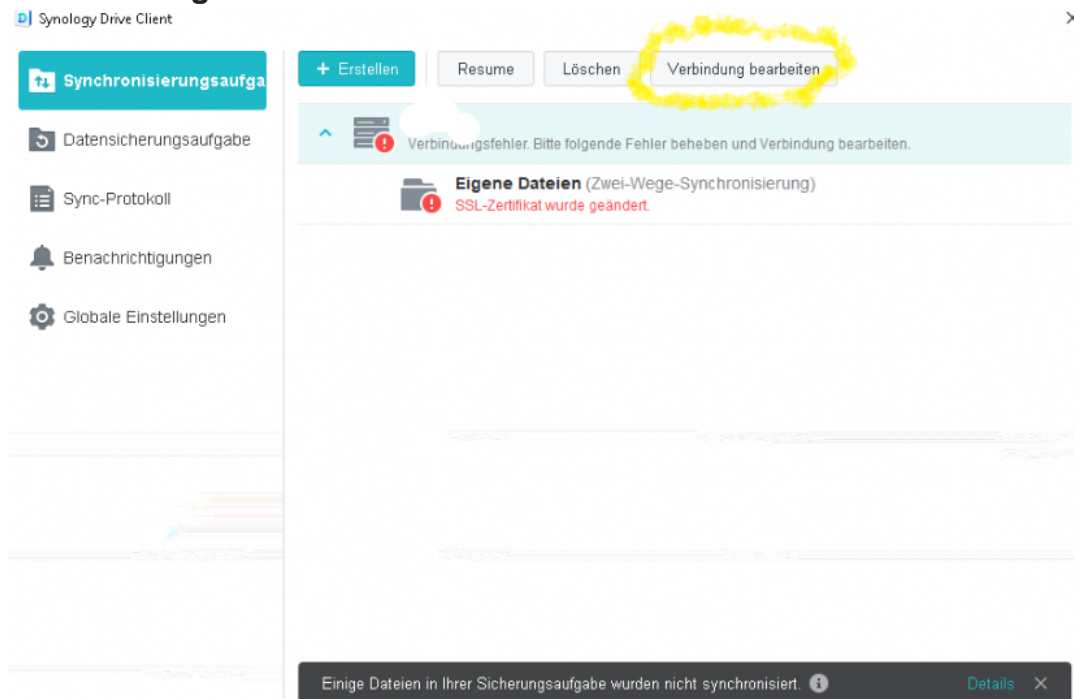 Synology Drive Client
Synchronisierungsaufga
+ Erstellen
Resume
Löschen
Verbindung bearbeiten
Datensicherungsaufgabe
Verbindungsfehler. Bitte folgende Fehler beheben und Verbindung bearbeiten.
Eigene Dateien (Zwei-Wege-Synchronisierung)
SSL-Zertifikat wurde geändert.
Sync-Protokoll
Benachrichtigungen
Globale Einstellungen
Einige Dateien in Ihrer Sicherungsaufgabe wurden nicht synchronisiert.
Details